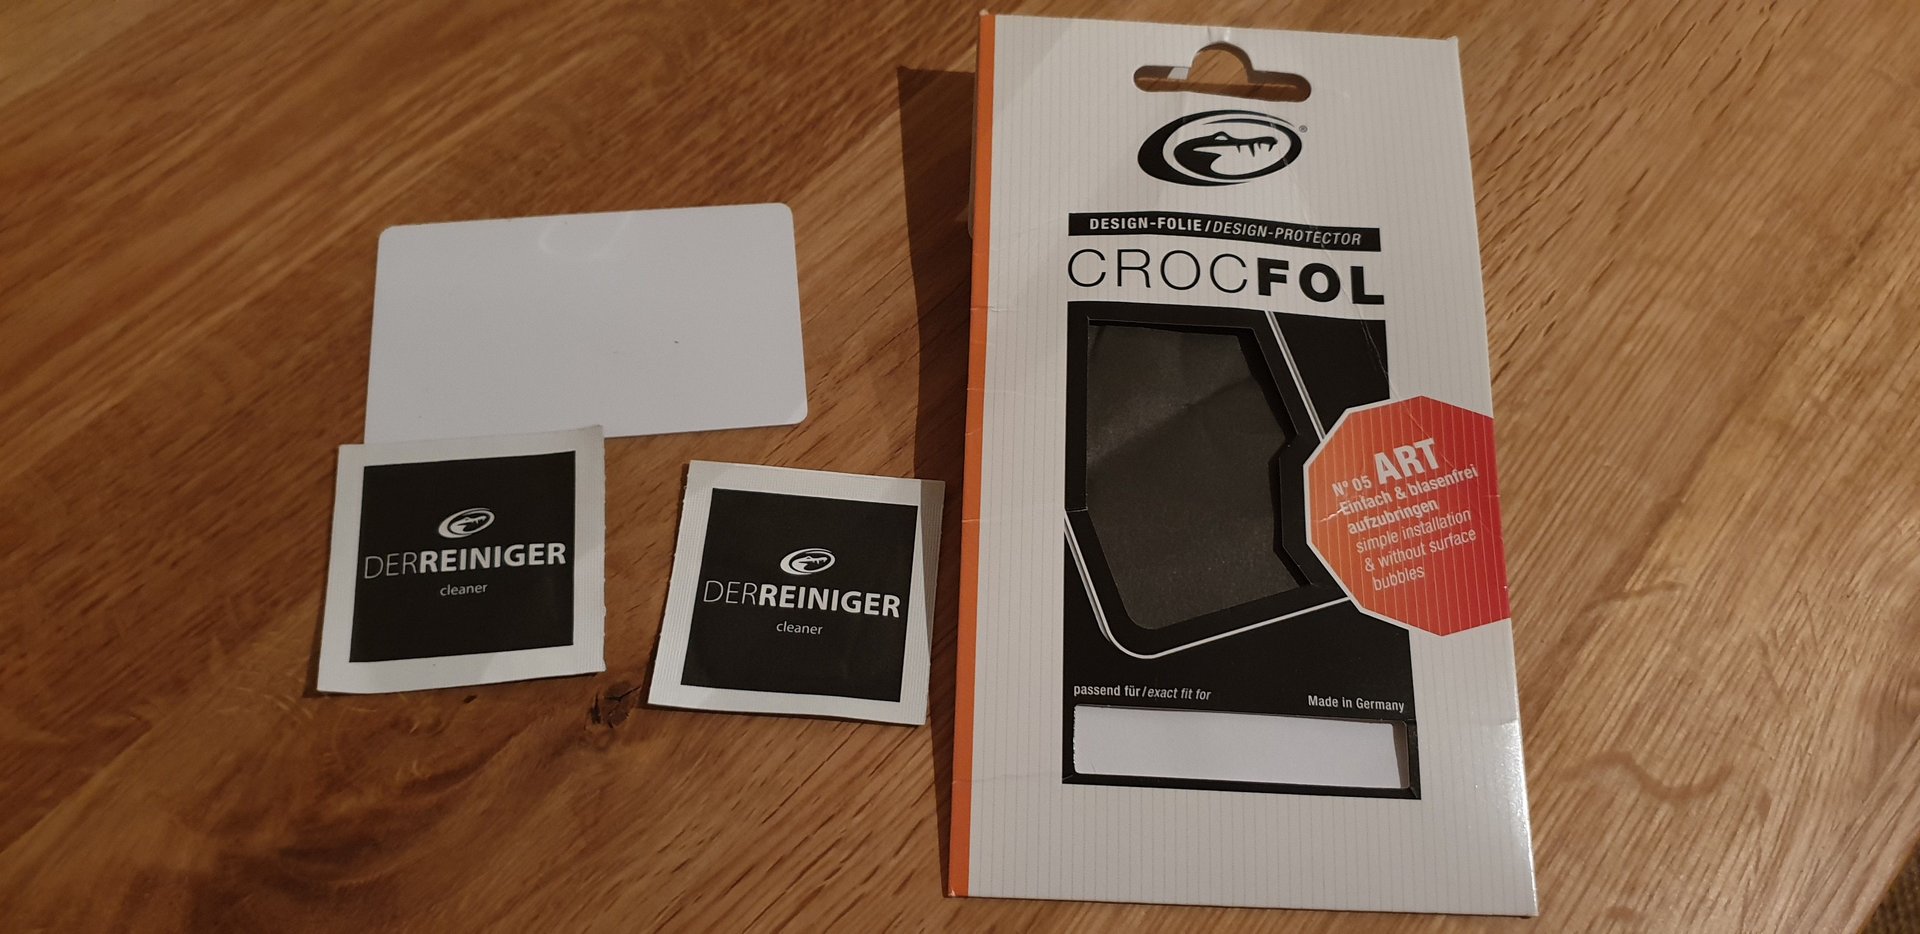 DESIGN-FOLIE/DESIGN-PROTECTOR
CROCFOL
N° 05 ART
Einfach & blasenfrei
aufzubringen
simple installation
& without surface
bubbles
passend für/exact fit for
Made in Germany
DERREINIGER
cleaner
DERREINIGER
cleaner